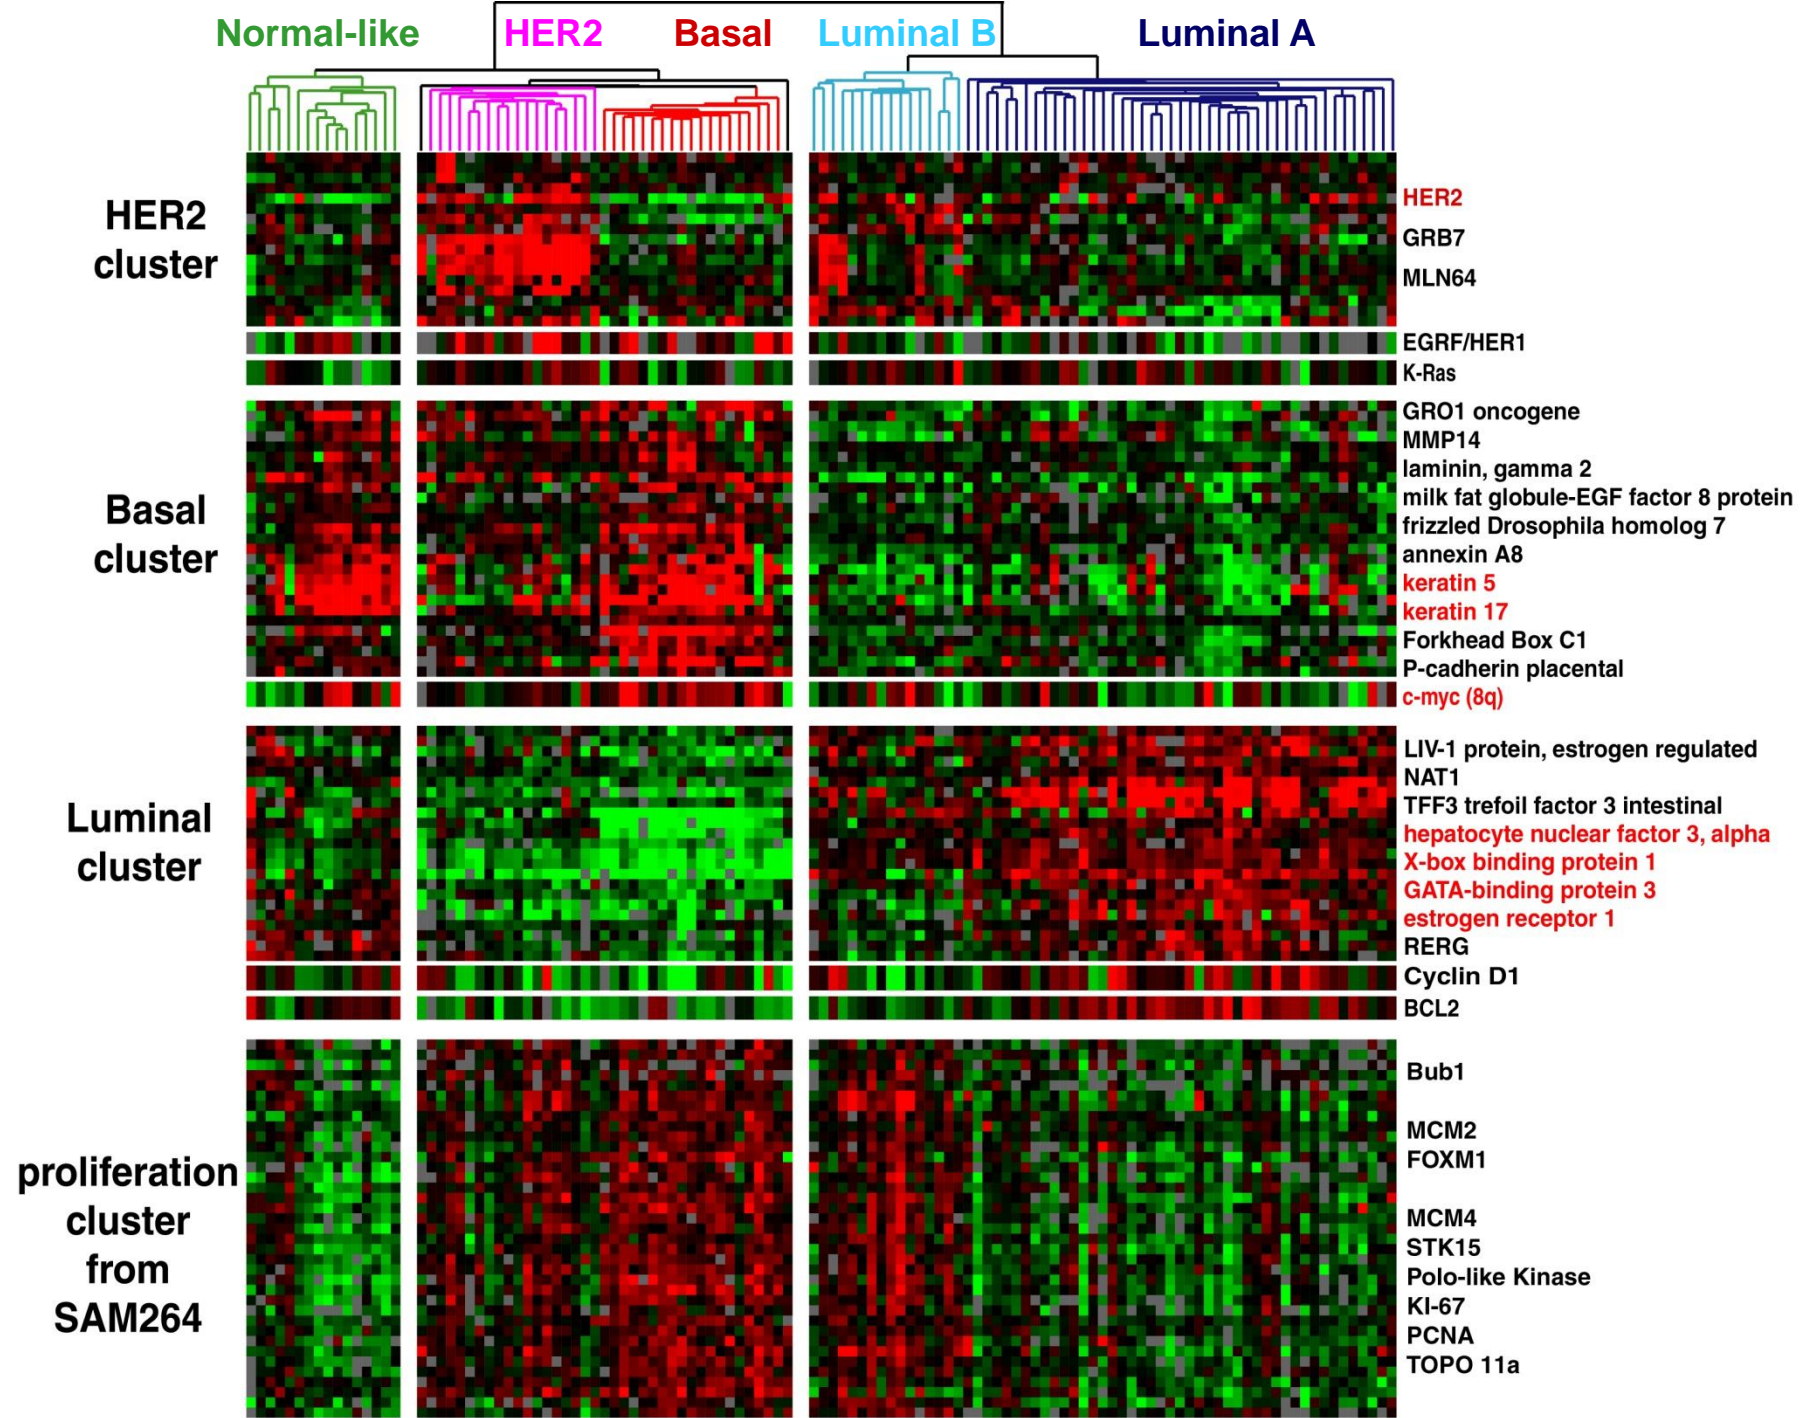 Normal-like HER2 Basal Luminal B Luminal A
HER2
cluster
HER2
GRB7
MLN64
EGRF/HER1
K-Ras
Basal
cluster
GRO1 oncogene
MMP14
laminin, gamma 2
milk fat globule-EGF factor 8 protein
frizzled Drosophila homolog 7
annexin A8
keratin 5
keratin 17
Forkhead Box C1
P-cadherin placental
c-myc (8q)
Luminal
cluster
LIV-1 protein, estrogen regulated
NAT1
TFF3 trefoil factor 3 intestinal
hepatocyte nuclear factor 3, alpha
X-box binding protein 1
GATA-binding protein 3
estrogen receptor 1
RERG
Cyclin D1
BCL2
proliferation
cluster
from
SAM264
Bub1
MCM2
FOXM1
MCM4
STK15
Polo-like Kinase
KI-67
PCNA
TOPO 11a